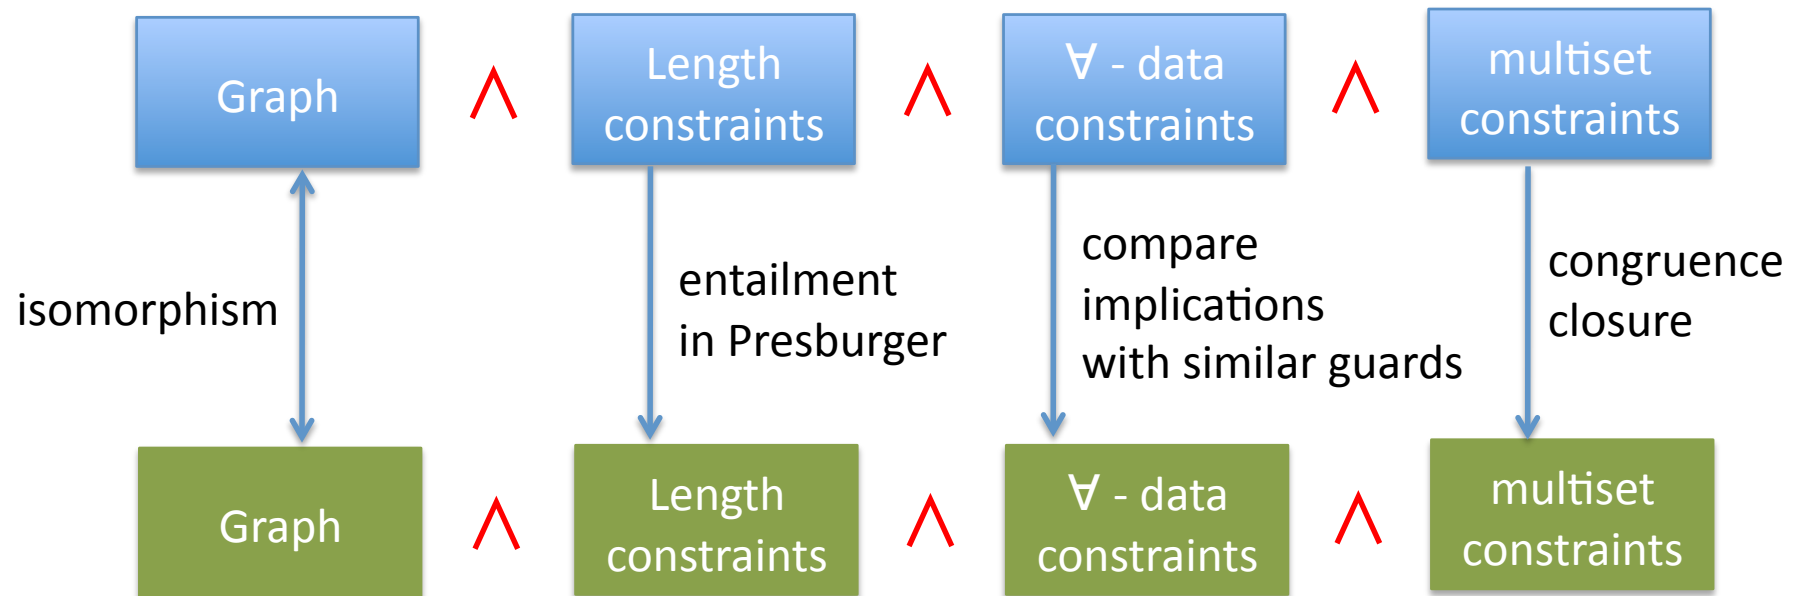 Graph
∧
Length
constraints
∧
∀ - data
constraints
∧
multiset
constraints
isomorphism
entailment
in Presburger
compare
implications
with similar guards
congruence
closure
Graph
∧
Length
constraints
∧
∀ - data
constraints
∧
multiset
constraints